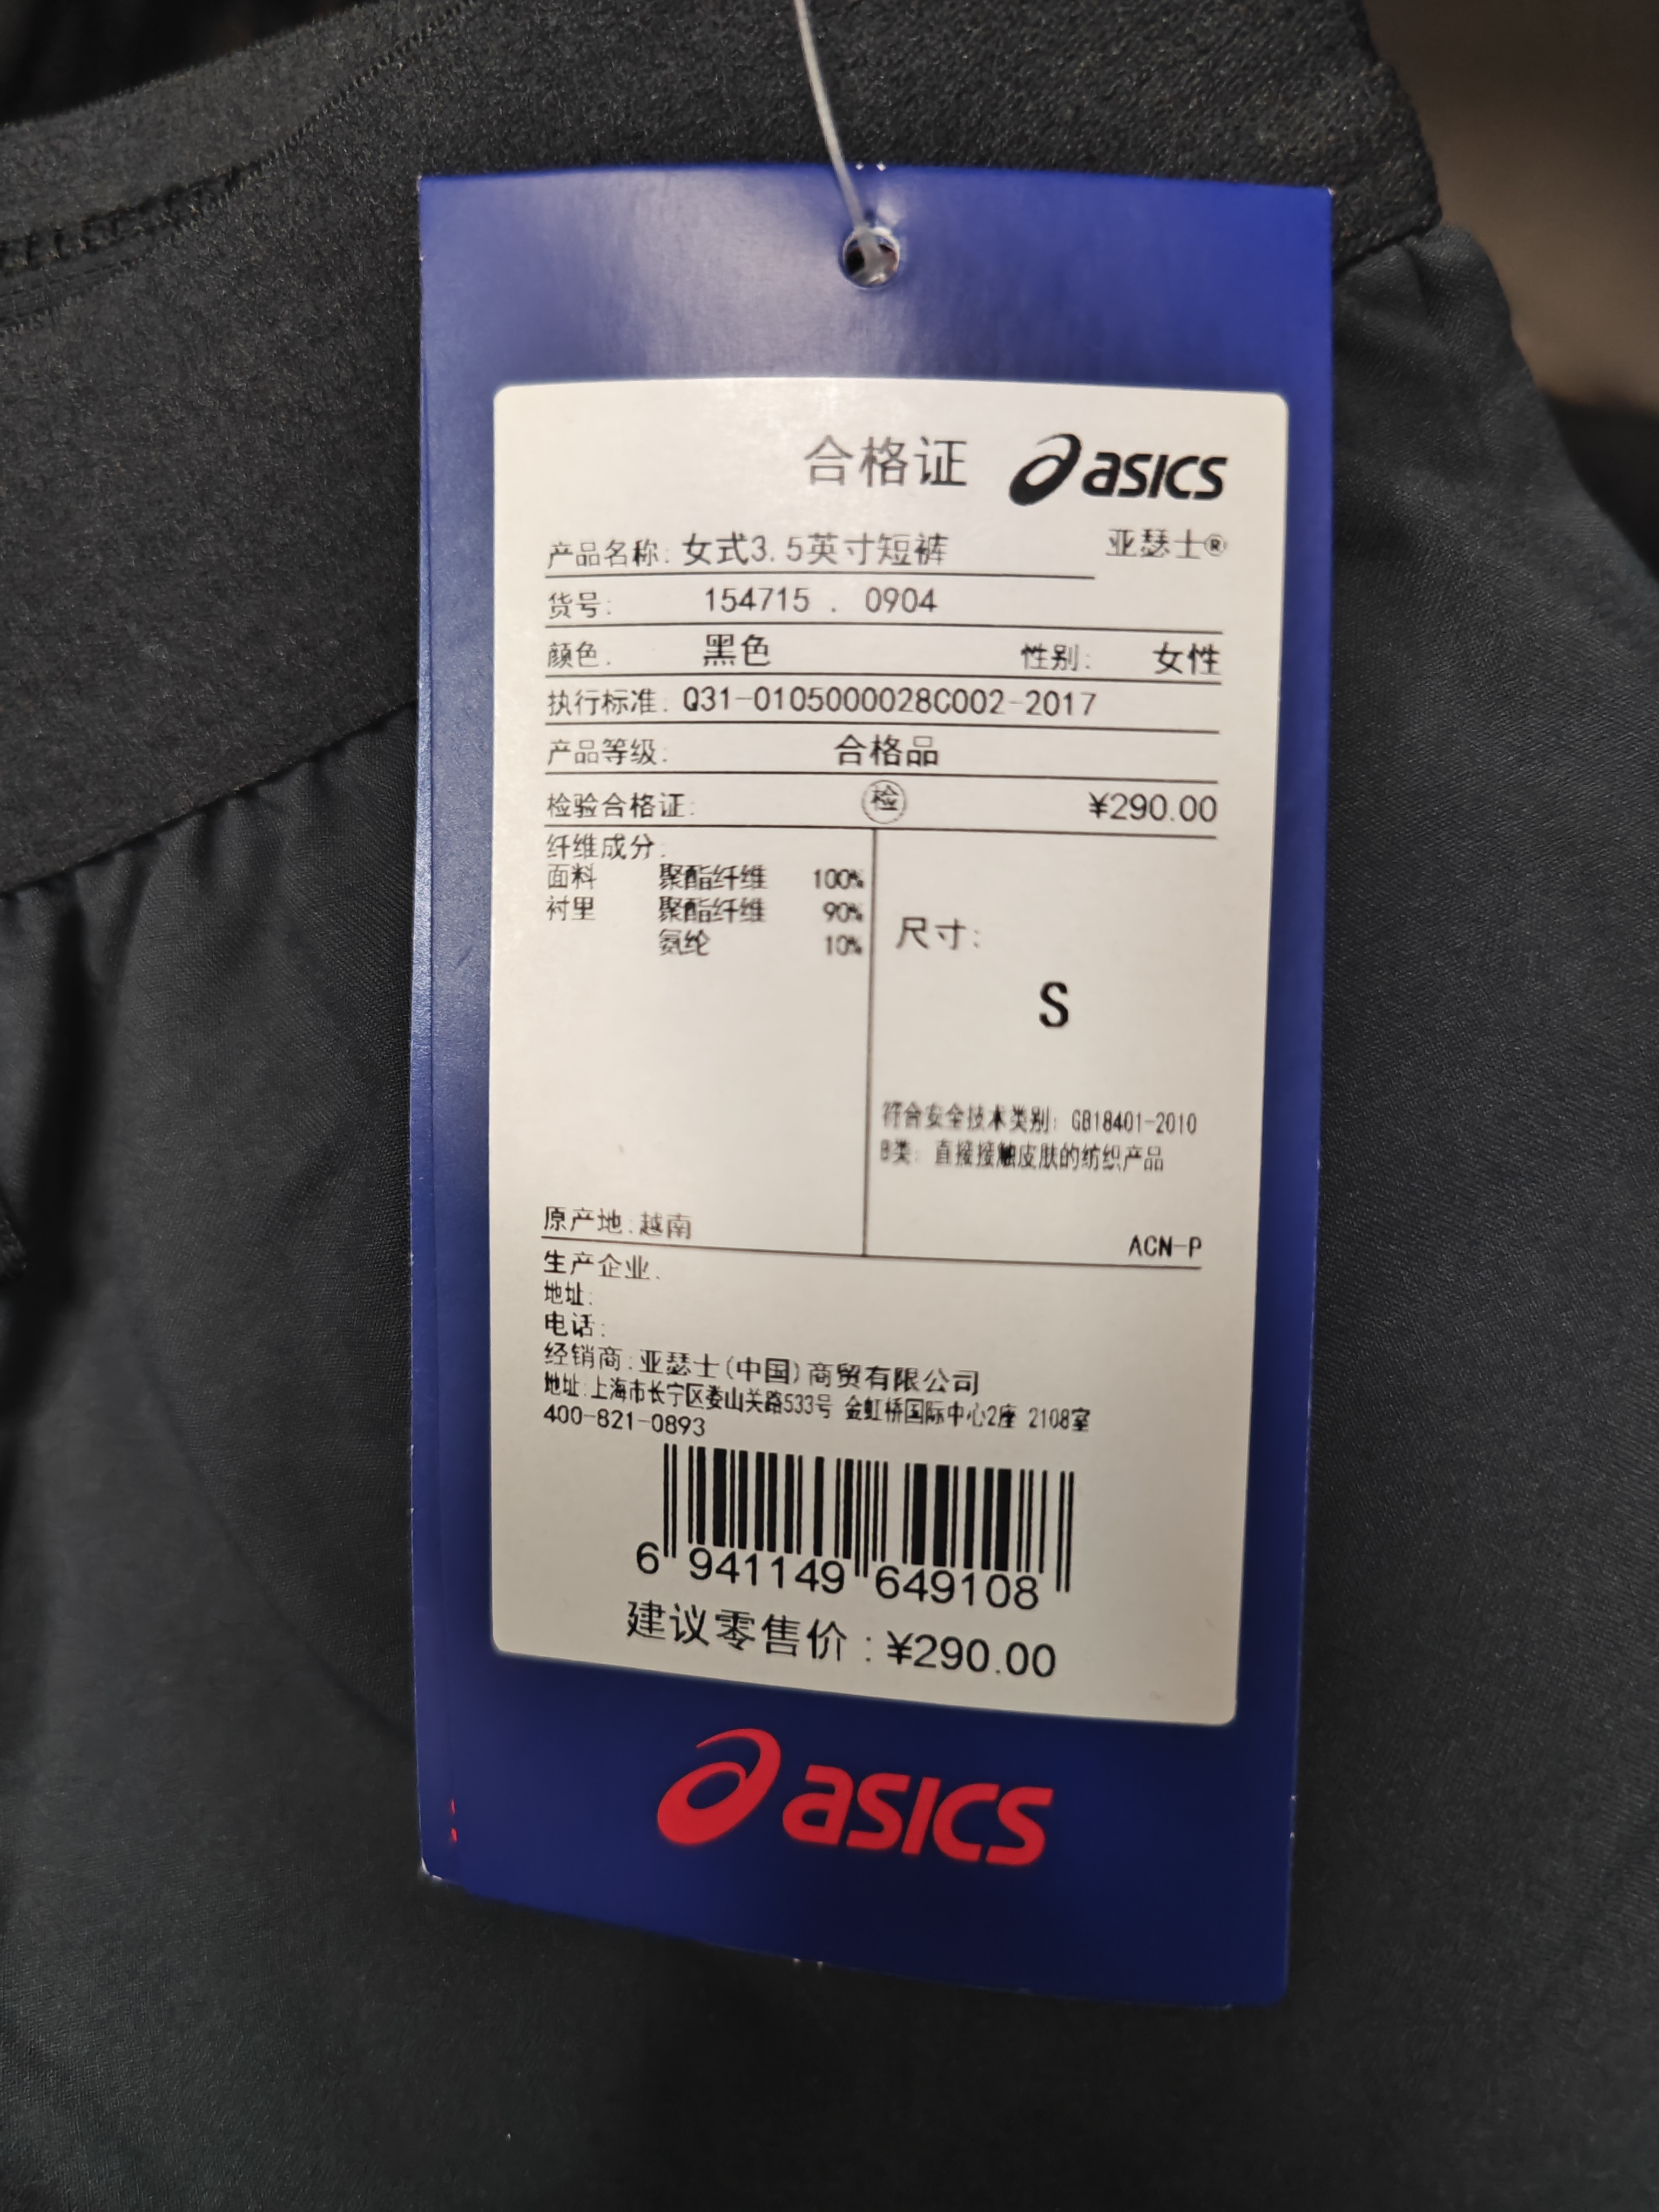 合格证 asics
产品名称: 女式3.5英寸短裤 亚瑟士®
货号: 154715 . 0904
颜色: 黑色 性别: 女性
执行标准: Q31-0105000028C002-2017
产品等级: 合格品
检验合格证: 检 ¥290.00
纤维成分:
面料 聚酯纤维 100%
衬里 聚酯纤维 90%
氨纶 10%
尺寸:
S
符合安全技术类别: GB18401-2010
B类: 直接接触皮肤的纺织产品
原产地:越南
ACN-P
生产企业:
地址:
电话:
经销商:亚瑟士(中国)商贸有限公司
地址:上海市长宁区娄山关路533号 金虹桥国际中心2座 2108室
400-821-0893
6 941149 649108
建议零售价:¥290.00
asics